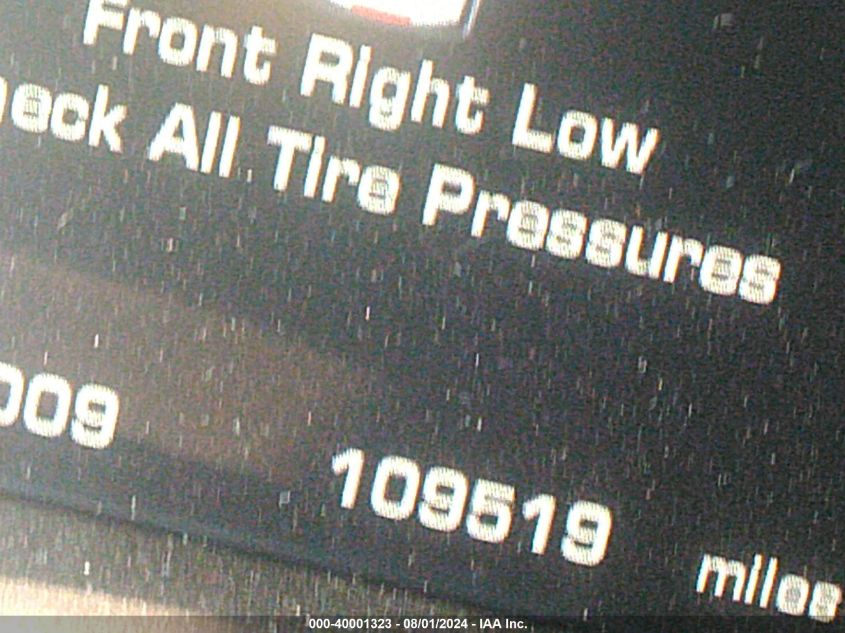 Front Right Low
heck All Tire Pressures
009
109519 miles
000-40001323 - 08/01/2024 - IAA Inc.